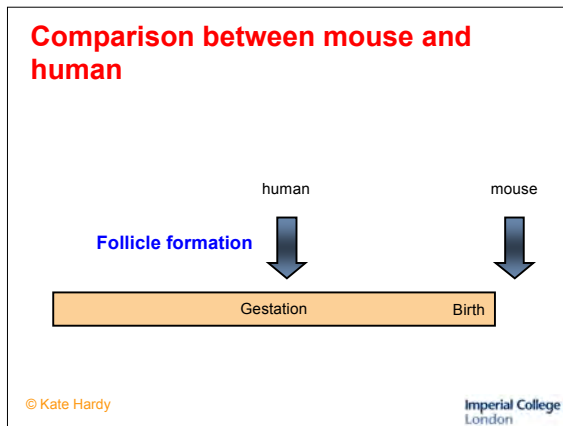 Comparison between mouse and
human
human
mouse
Follicle formation
Gestation
Birth
© Kate Hardy
Imperial College
London